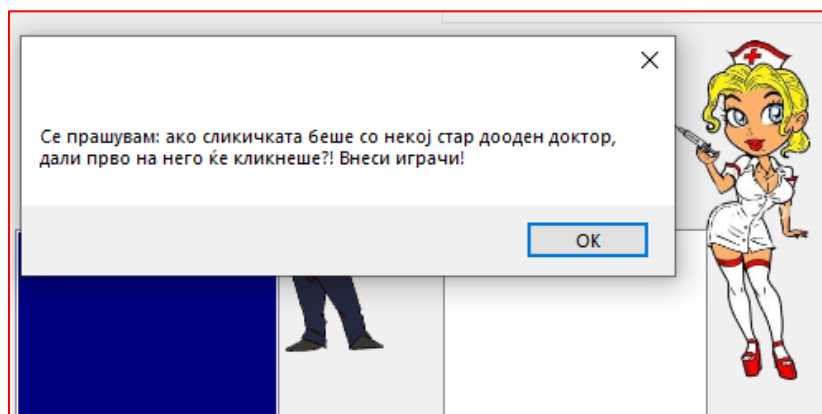 Се прашувам: ако сликичката беше со некој стар дооден доктор,
дали прво на него ќе кликнеше?! Внеси играчи!
OK